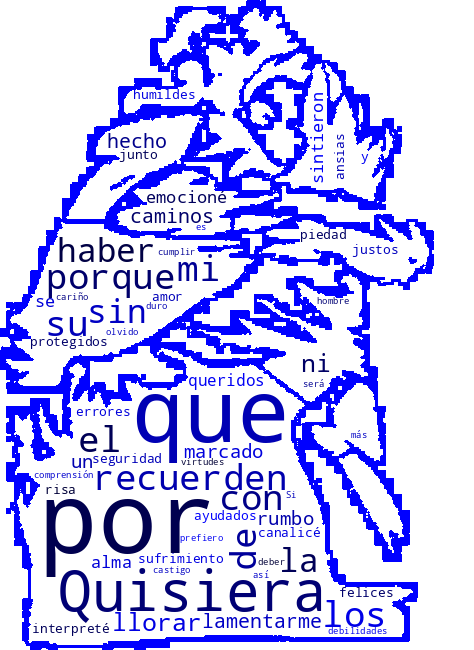 humildes
sintieron
ansias
y
hecho
junto
emocioné
caminos
es
piedad
justos
haber
cumplir
porque
mi
se
cariño
amor
duro
hombre
su
sin
olvido
protegidos
ni
será
queridos
que
errores
el
marcado
más
un
seguridad
virtudes
comprensión
recuerden
risa
con
Si
por
ayudados
rumbo
prefiero
de
canalicé
alma
sufrimiento
deber
la
castigo
así
Quisiera
felices
interpreté
llorar
lamentarme
los
debilidades